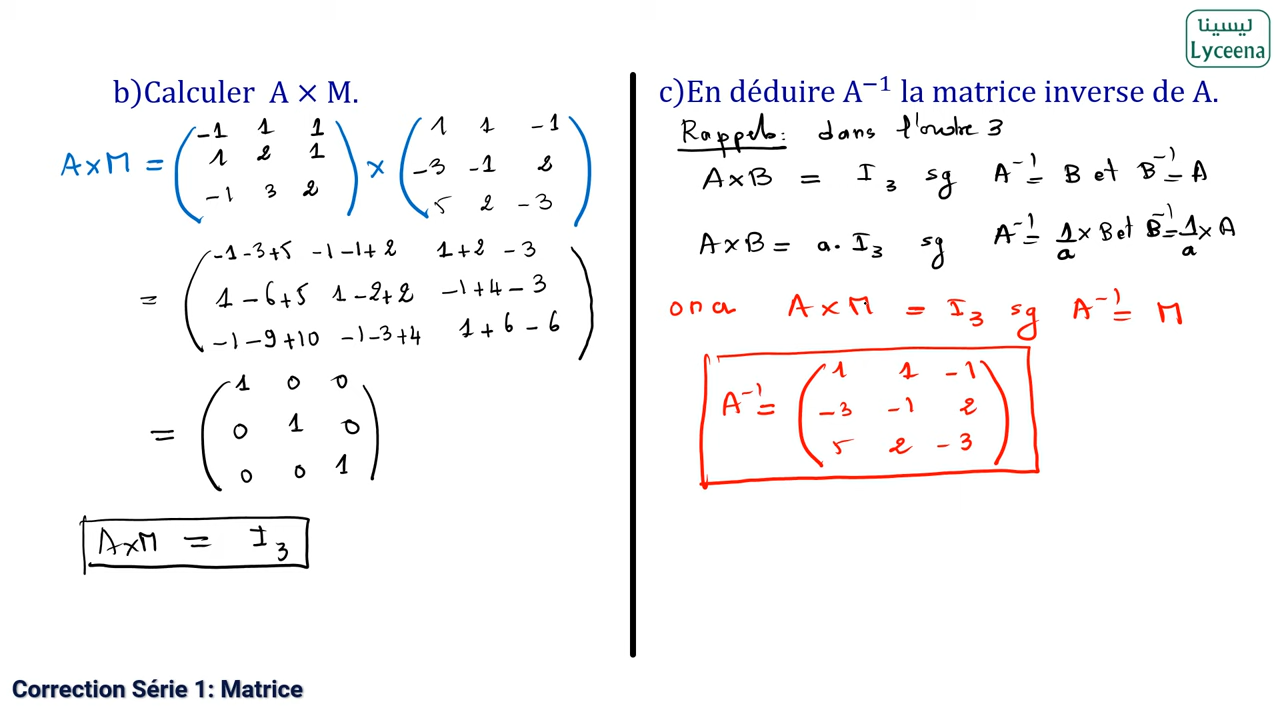 ليسينا
Lyceena
b)Calculer A × M.
A×M = ( -1 1 1
1 2 1
-1 3 2 ) × ( 1 1 -1
-3 -1 2
5 2 -3 )
= ( -1-3+5 -1-1+2 1+2-3
1-6+5 1-2+2 -1+4-3
-1-9+10 -1-3+4 1+6-6 )
= ( 1 0 0
0 1 0
0 0 1 )
A×M = I₃
c)En déduire A⁻¹ la matrice inverse de A.
Rappel: dans l'ordre 3
A×B = I₃ sg A⁻¹= B et B⁻¹= A
A×B = a. I₃ sg A⁻¹= 1/a × B et B⁻¹= 1/a × A
on a A×M = I₃ sg A⁻¹= M
A⁻¹= ( 1 1 -1
-3 -1 2
5 2 -3 )
Correction Série 1: Matrice